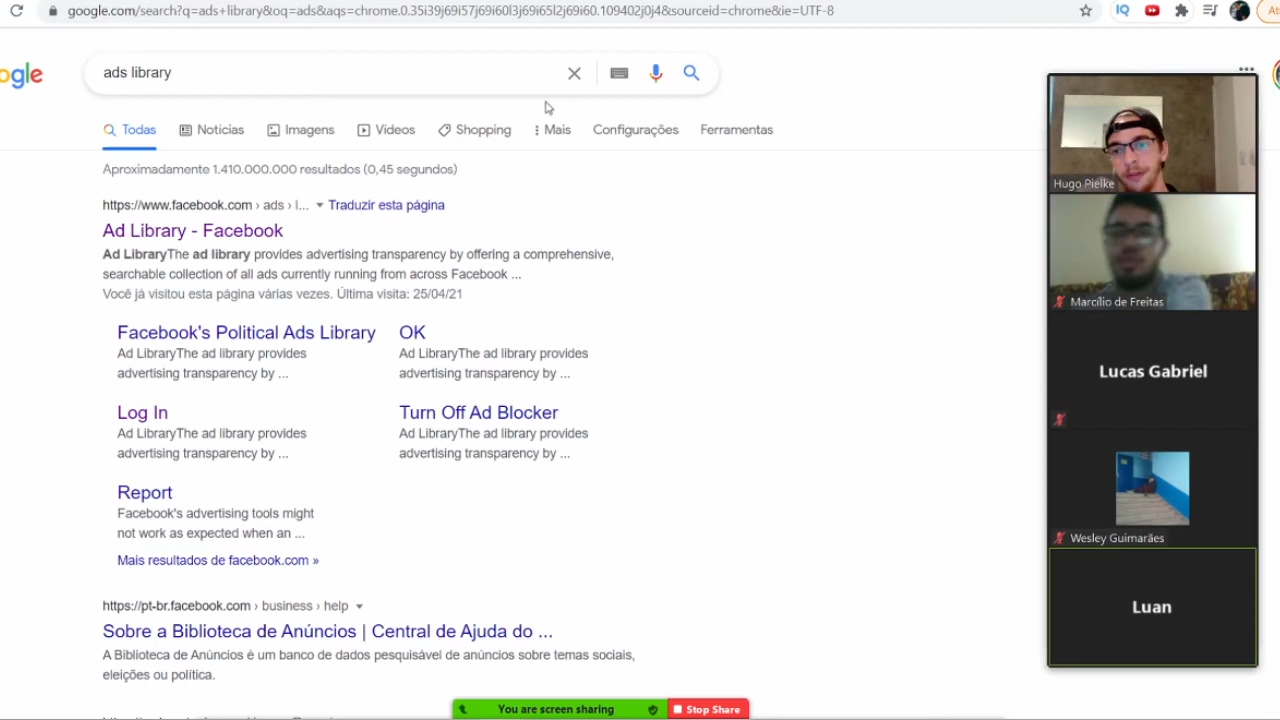 google.com/search?q=ads+library&oq=ads&aqs=chrome.0.35i39j69i57j69i60l3j69i65l2j69i60.109402j0j4&sourceid=chrome&ie=UTF-8
ogle
ads library
Todas
Notícias
Imagens
Vídeos
Shopping
Mais
Configurações
Ferramentas
Aproximadamente 1.410.000.000 resultados (0,45 segundos)
https://www.facebook.com › ads › l... Traduzir esta página
Ad Library - Facebook
Ad LibraryThe ad library provides advertising transparency by offering a comprehensive,
searchable collection of all ads currently running from across Facebook ...
Você já visitou esta página várias vezes. Última visita: 25/04/21
Facebook's Political Ads Library
Ad LibraryThe ad library provides
advertising transparency by ...
OK
Ad LibraryThe ad library provides
advertising transparency by ...
Log In
Ad LibraryThe ad library provides
advertising transparency by ...
Turn Off Ad Blocker
Ad LibraryThe ad library provides
advertising transparency by ...
Report
Facebook's advertising tools might
not work as expected when an ...
Mais resultados de facebook.com »
https://pt-br.facebook.com › business › help
Sobre a Biblioteca de Anúncios | Central de Ajuda do ...
A Biblioteca de Anúncios é um banco de dados pesquisável de anúncios sobre temas sociais,
eleições ou política.
Hugo Pielke
Marcílio de Freitas
Lucas Gabriel
Wesley Guimarães
Luan
You are screen sharing
Stop Share